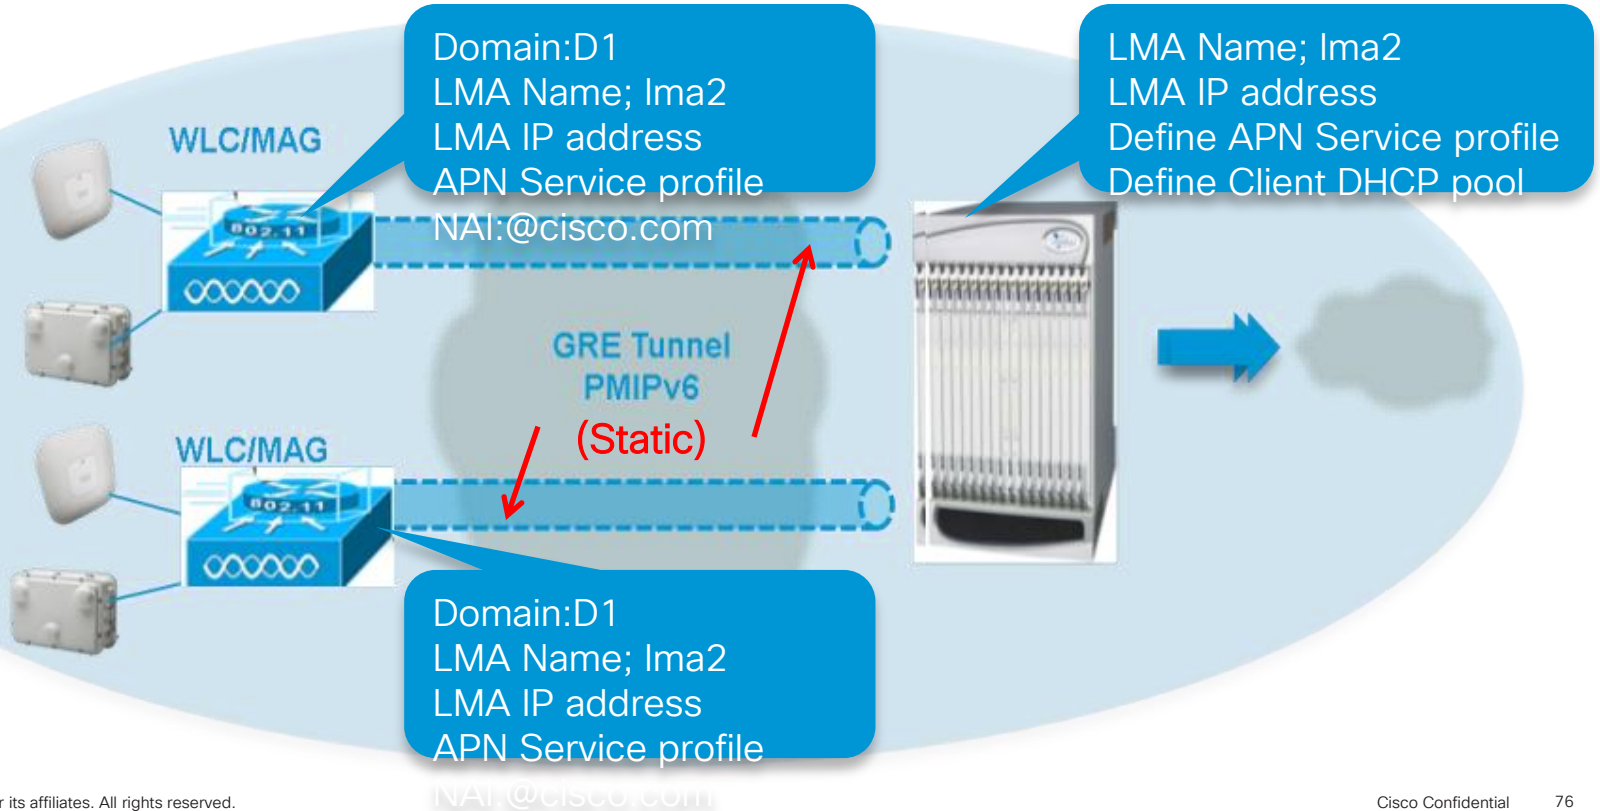 Domain:D1
LMA Name; lma2
LMA IP address
APN Service profile
NAI:@cisco.com
LMA Name; lma2
LMA IP address
Define APN Service profile
Define Client DHCP pool
WLC/MAG
802.11
GRE Tunnel
PMIPv6
(Static)
WLC/MAG
802.11
Domain:D1
LMA Name; lma2
LMA IP address
APN Service profile
NAI:@cisco.com
r its affiliates. All rights reserved.
Cisco Confidential
76